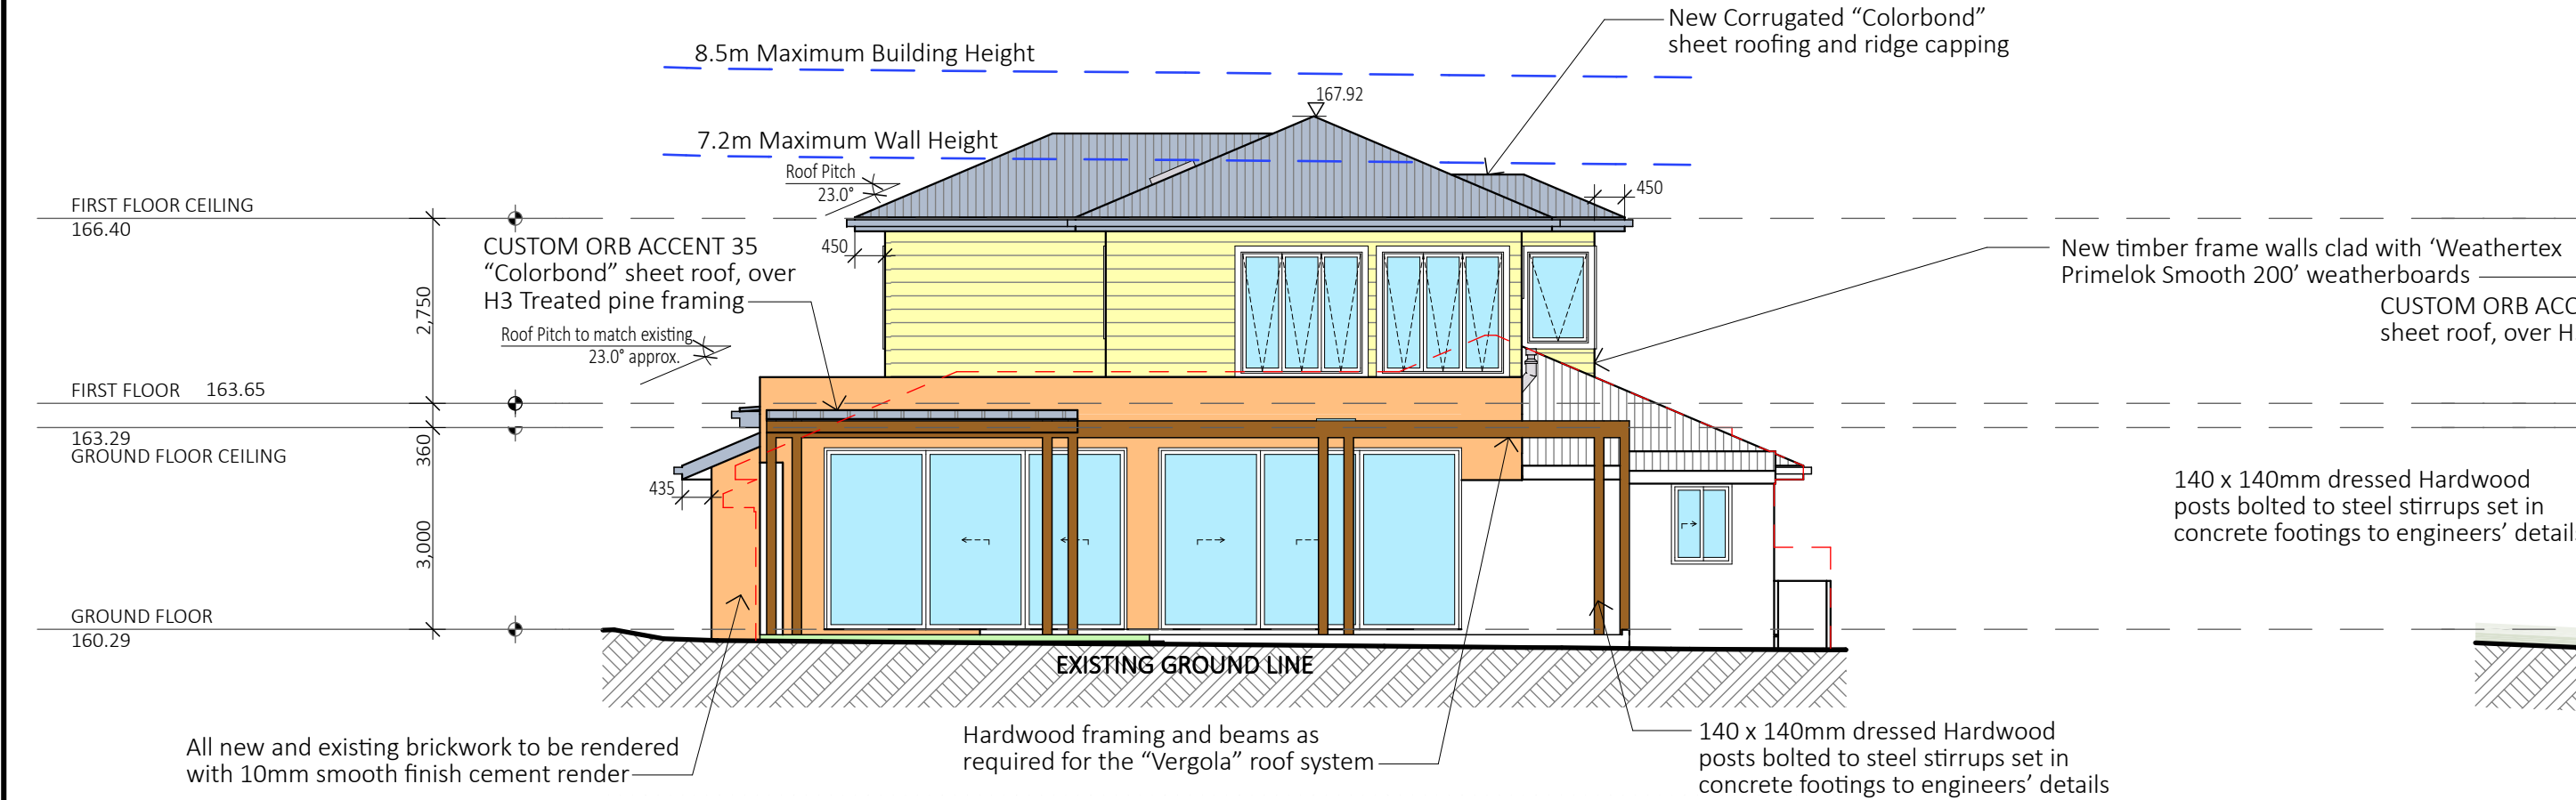 New Corrugated “Colorbond”
sheet roofing and ridge capping
8.5m Maximum Building Height
167.92
7.2m Maximum Wall Height
Roof Pitch
23.0°
450
FIRST FLOOR CEILING
166.40
CUSTOM ORB ACCENT 35
“Colorbond” sheet roof, over
H3 Treated pine framing
450
New timber frame walls clad with ‘Weathertex
Primelok Smooth 200’ weatherboards
CUSTOM ORB ACC
sheet roof, over H
2,750
Roof Pitch to match existing
23.0° approx.
FIRST FLOOR 163.65
163.29
GROUND FLOOR CEILING
360
435
3,000
140 x 140mm dressed Hardwood
posts bolted to steel stirrups set in
concrete footings to engineers’ details
GROUND FLOOR
160.29
EXISTING GROUND LINE
All new and existing brickwork to be rendered
with 10mm smooth finish cement render
Hardwood framing and beams as
required for the “Vergola” roof system
140 x 140mm dressed Hardwood
posts bolted to steel stirrups set in
concrete footings to engineers’ details